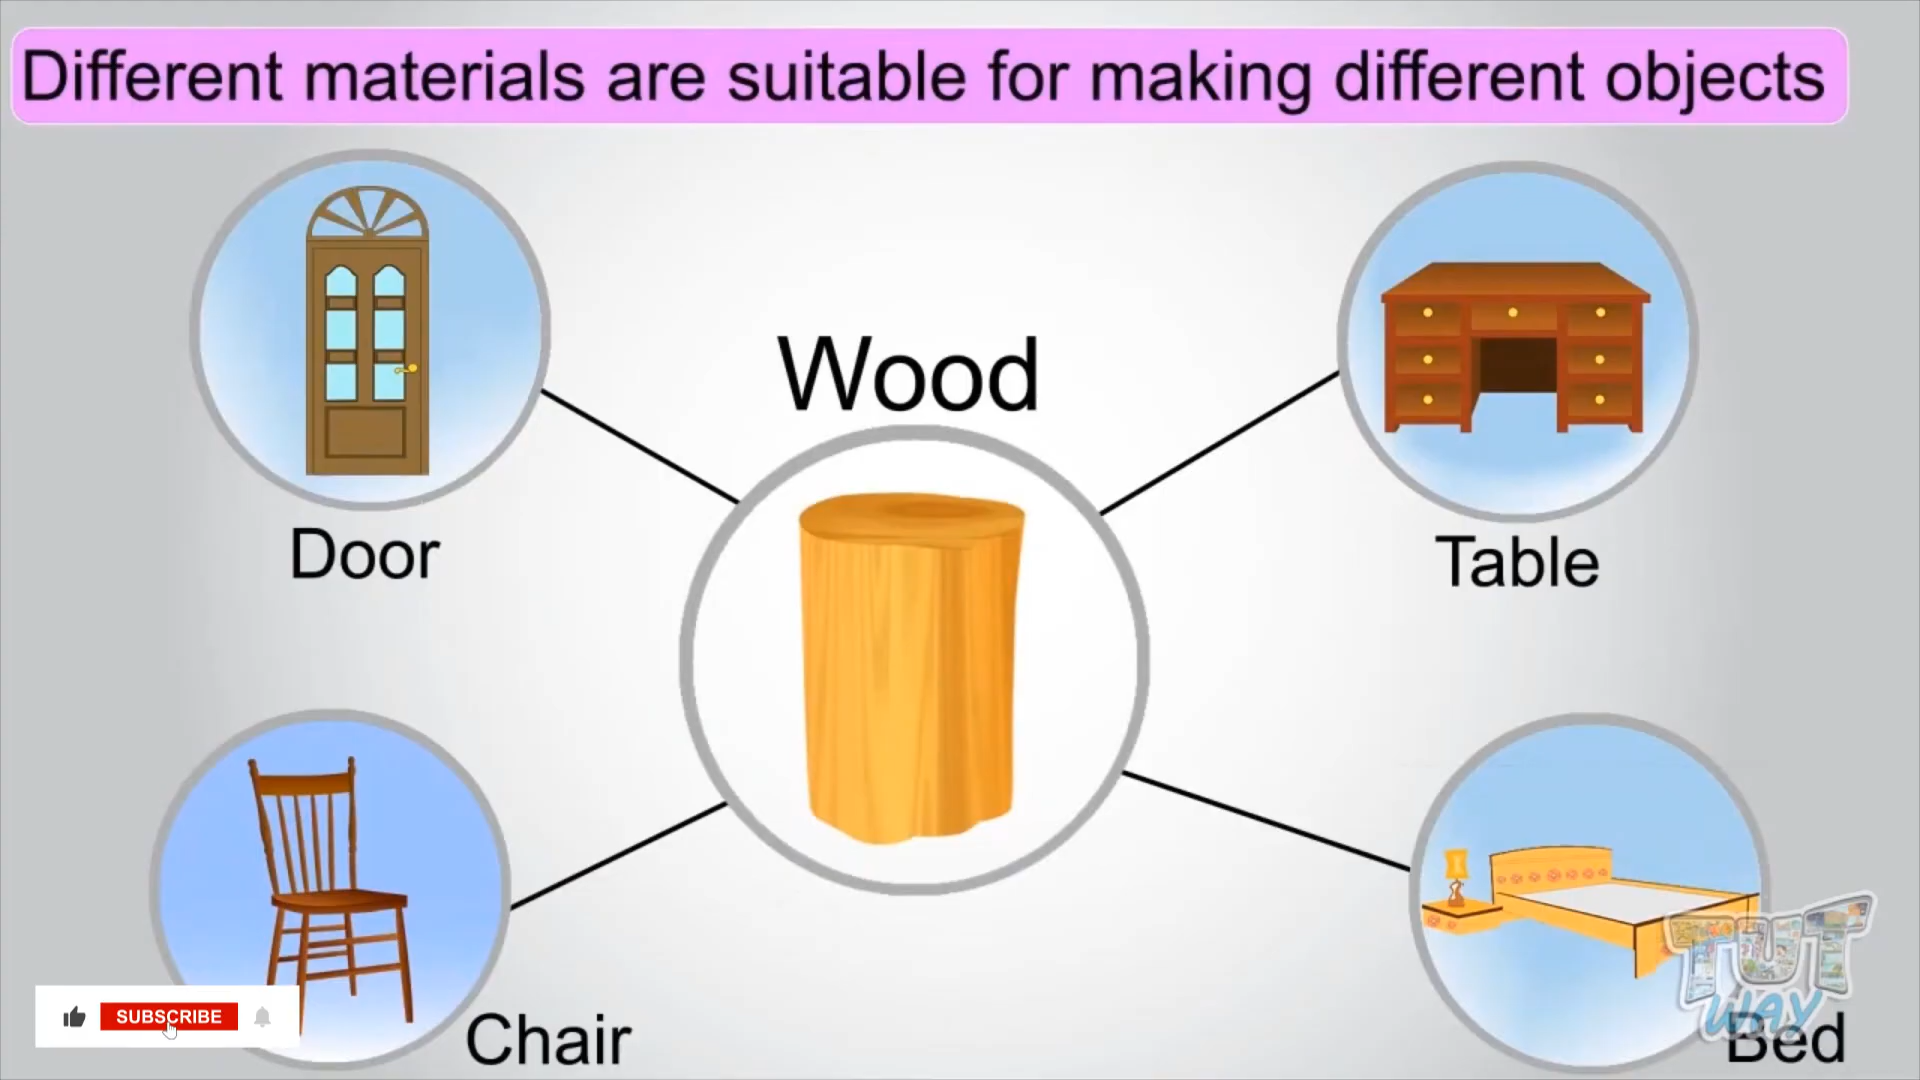 Different materials are suitable for making different objects
Wood
Door
Table
Chair
Bed
SUBSCRIBE
TUT
WAY